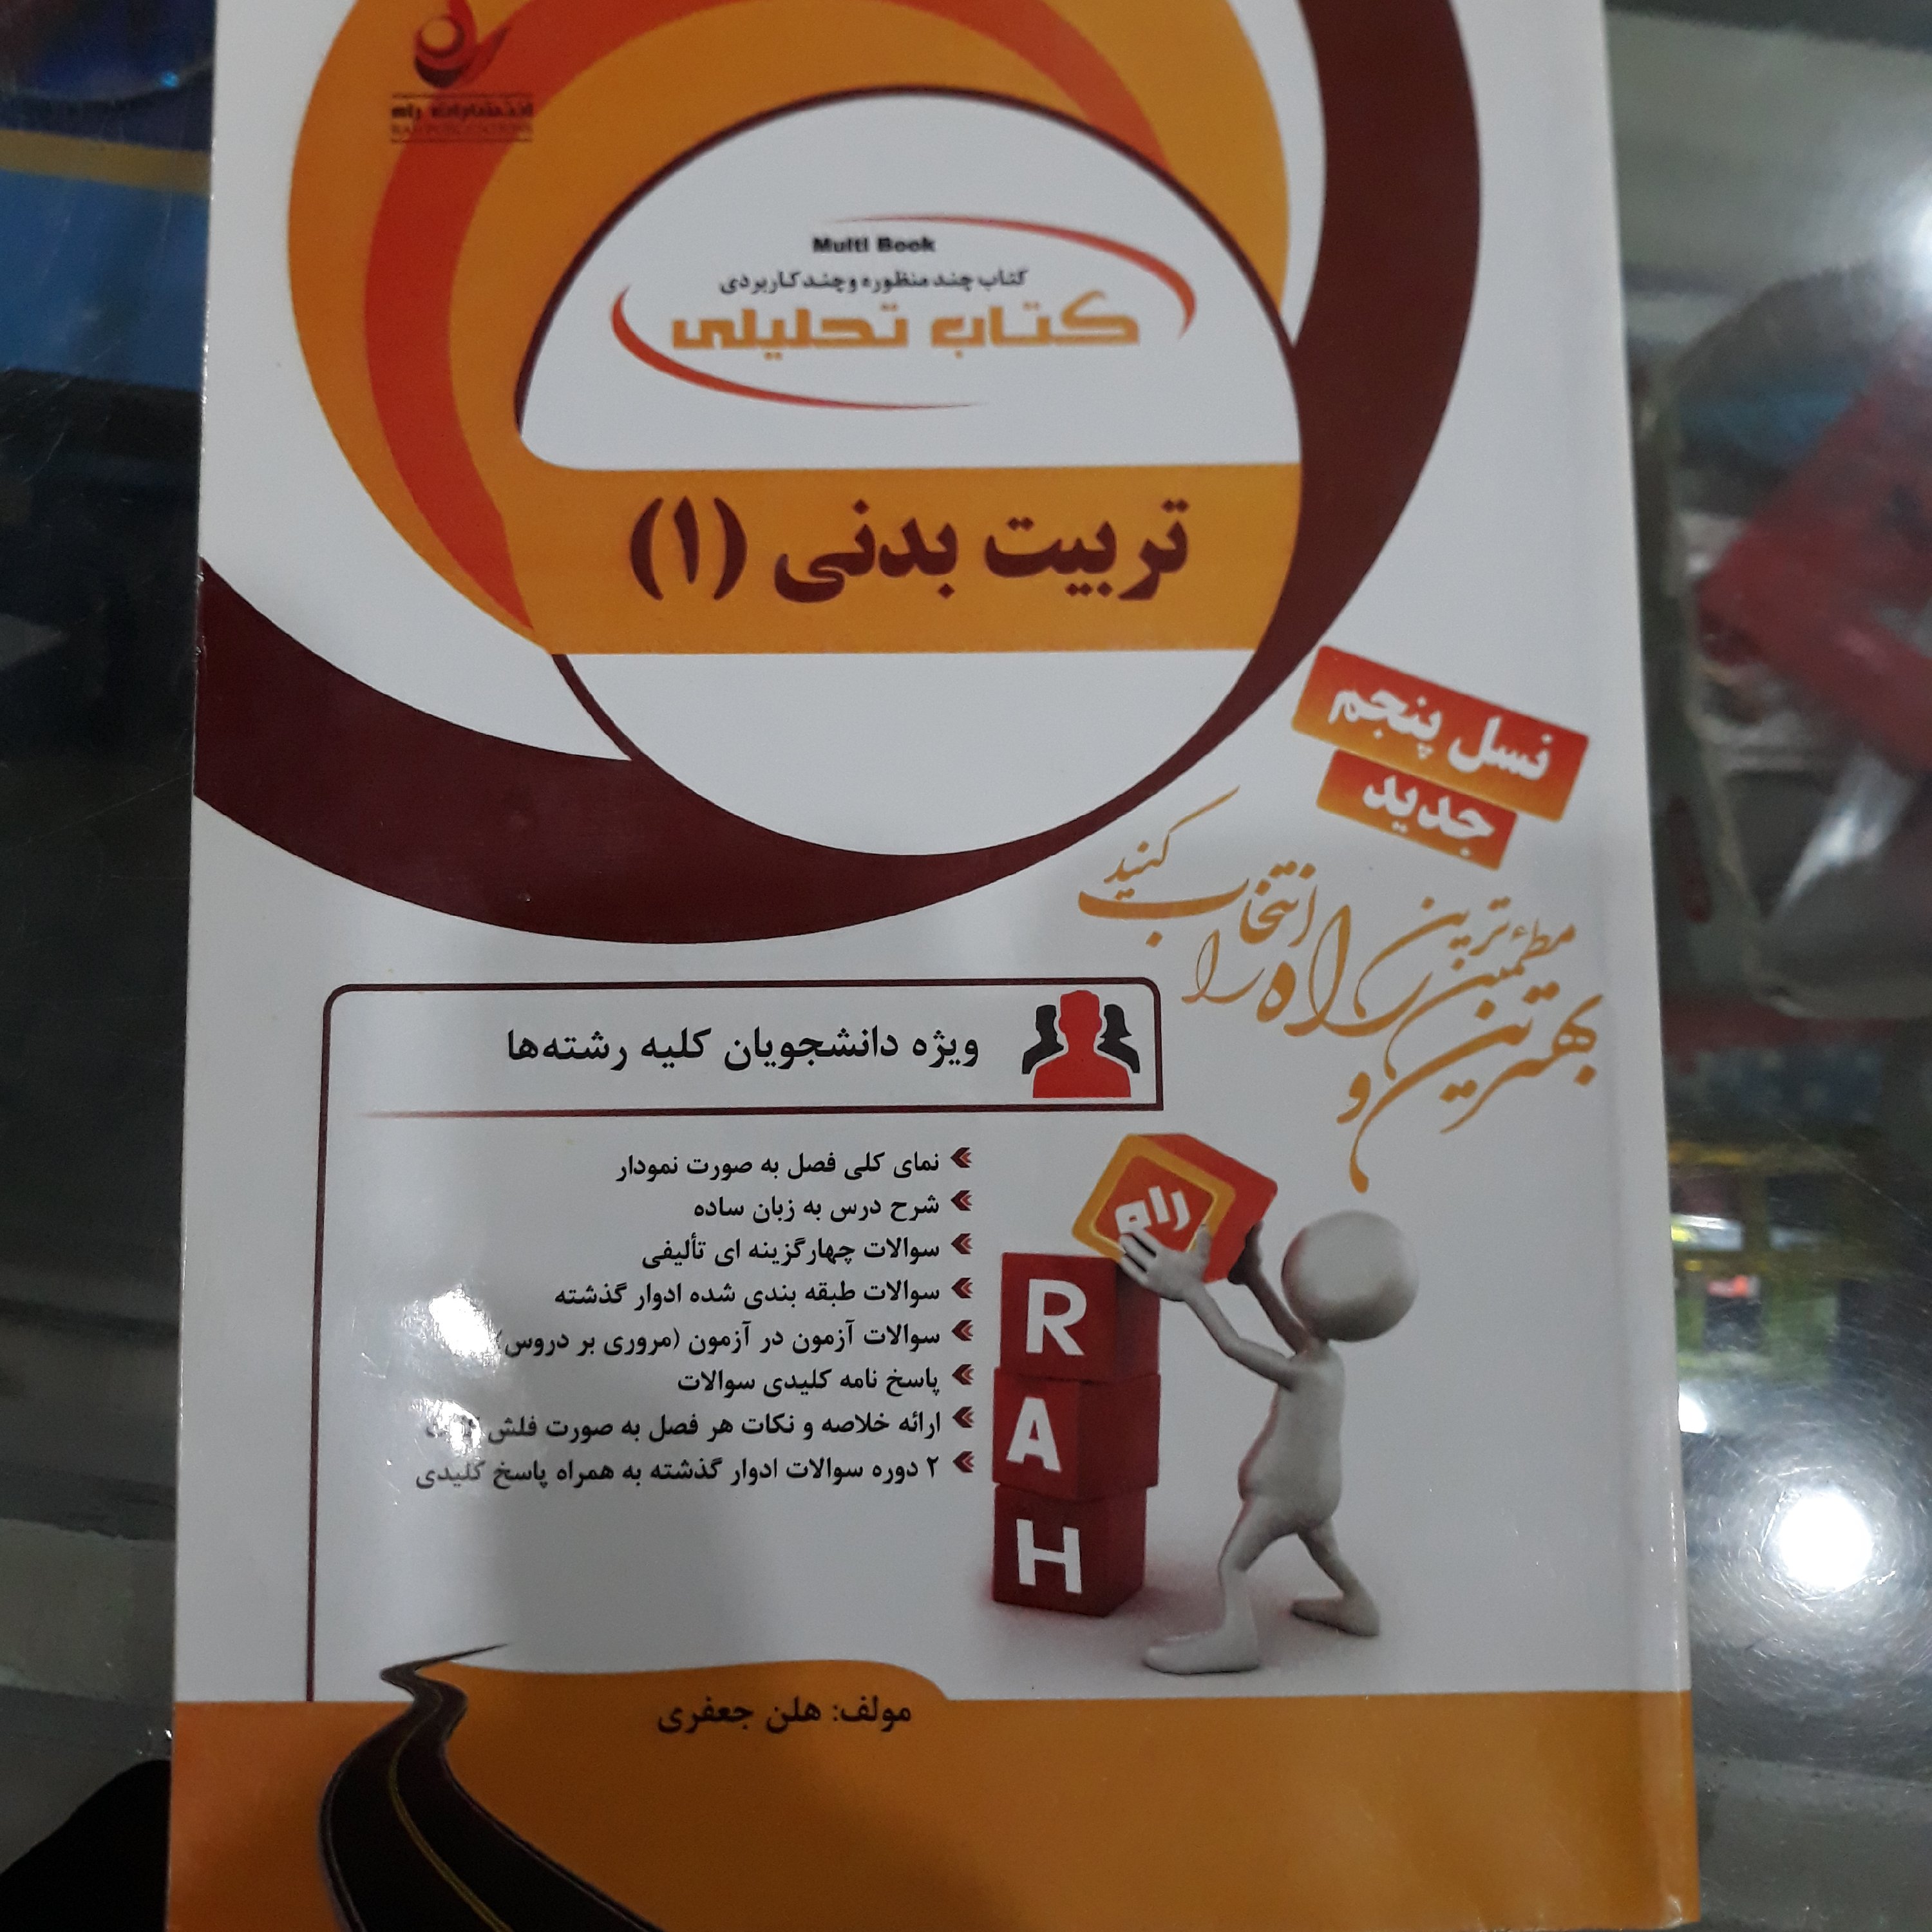 انتشارات راه
RAH PUBLICATIONS
Multi Book
کتاب چند منظوره و چند کاربردی
کتاب تحلیلی
تربیت بدنی (۱)
نسل پنجم
جدید
بهترین و مطمئن‌ترین راه را انتخاب کنید
ویژه دانشجویان کلیه رشته‌ها
نمای کلی فصل به صورت نمودار
شرح درس به زبان ساده
سوالات چهارگزینه ای تألیفی
سوالات طبقه بندی شده ادوار گذشته
سوالات آزمون در آزمون (مروری بر دروس)
پاسخ نامه کلیدی سوالات
ارائه خلاصه و نکات هر فصل به صورت فلش
۲ دوره سوالات ادوار گذشته به همراه پاسخ کلیدی
راه
R
A
H
مولف: هلن جعفری